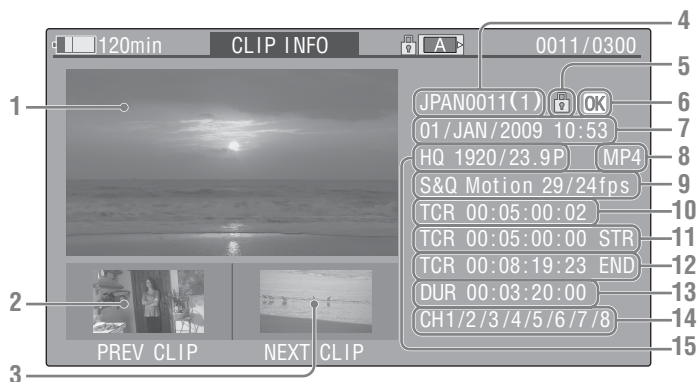 120min CLIP INFO A 0011/0300
JPAN0011(1) OK
01/JAN/2009 10:53
HQ 1920/23.9P MP4
S&Q Motion 29/24fps
TCR 00:05:00:02
TCR 00:05:00:00 STR
TCR 00:08:19:23 END
DUR 00:03:20:00
CH1/2/3/4/5/6/7/8
PREV CLIP NEXT CLIP
1
2
3
4
5
6
7
8
9
10
11
12
13
14
15